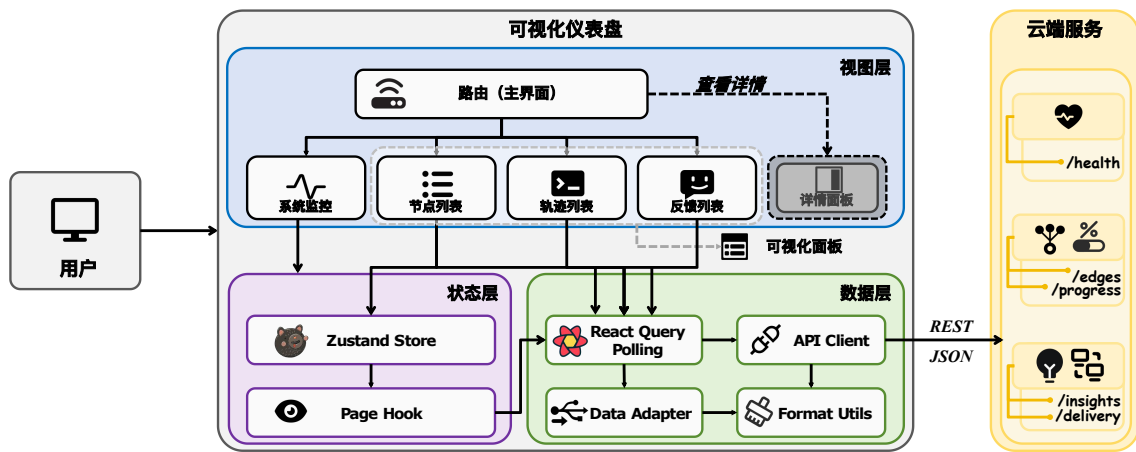 可视化仪表盘
云端服务
视图层
路由（主界面）
查看详情
/health
系统监控
节点列表
轨迹列表
反馈列表
详情面板
用户
可视化面板
%
/edges
/progress
状态层
数据层
Zustand Store
React Query
Polling
API Client
REST
JSON
Page Hook
Data Adapter
Format Utils
/insights
/delivery